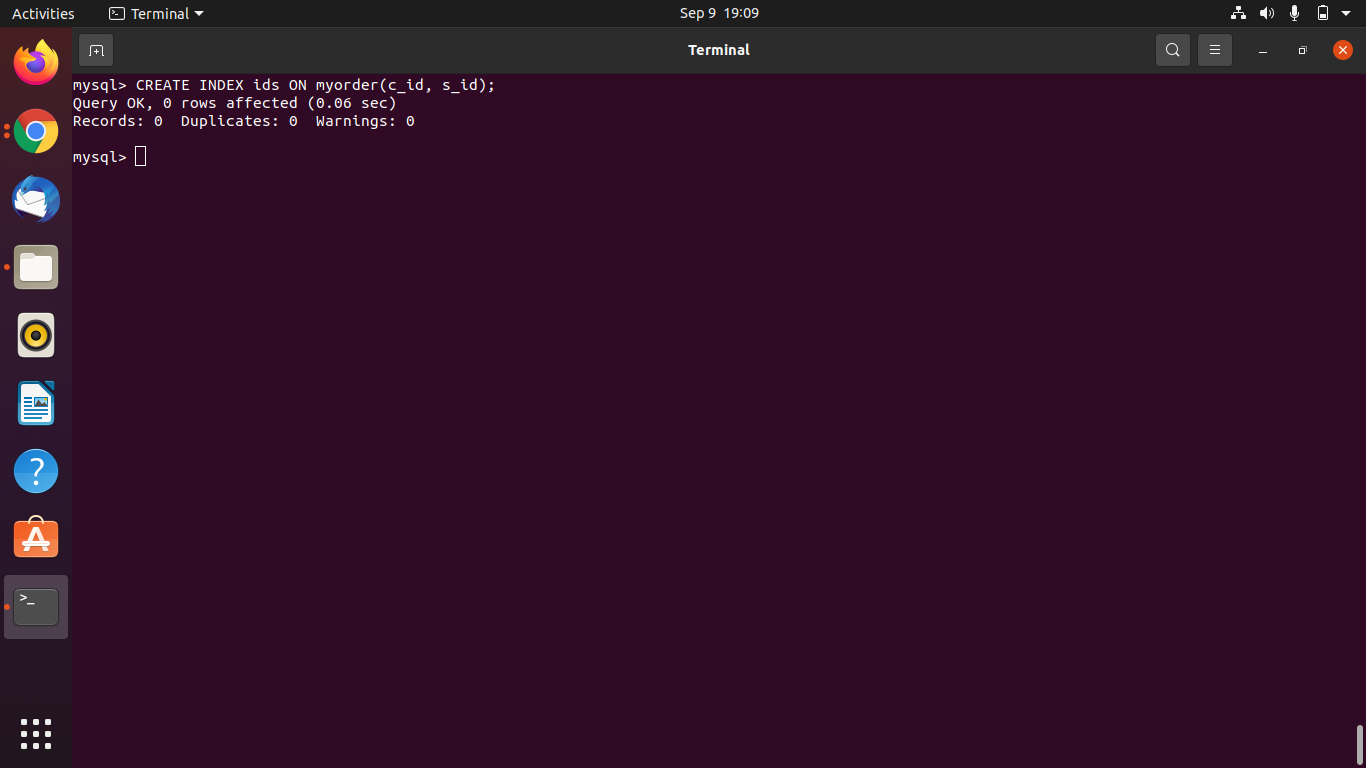 Activities
Terminal
Sep 9 19:09
Terminal
mysql> CREATE INDEX ids ON myorder(c_id, s_id);
Query OK, 0 rows affected (0.06 sec)
Records: 0  Duplicates: 0  Warnings: 0
mysql>